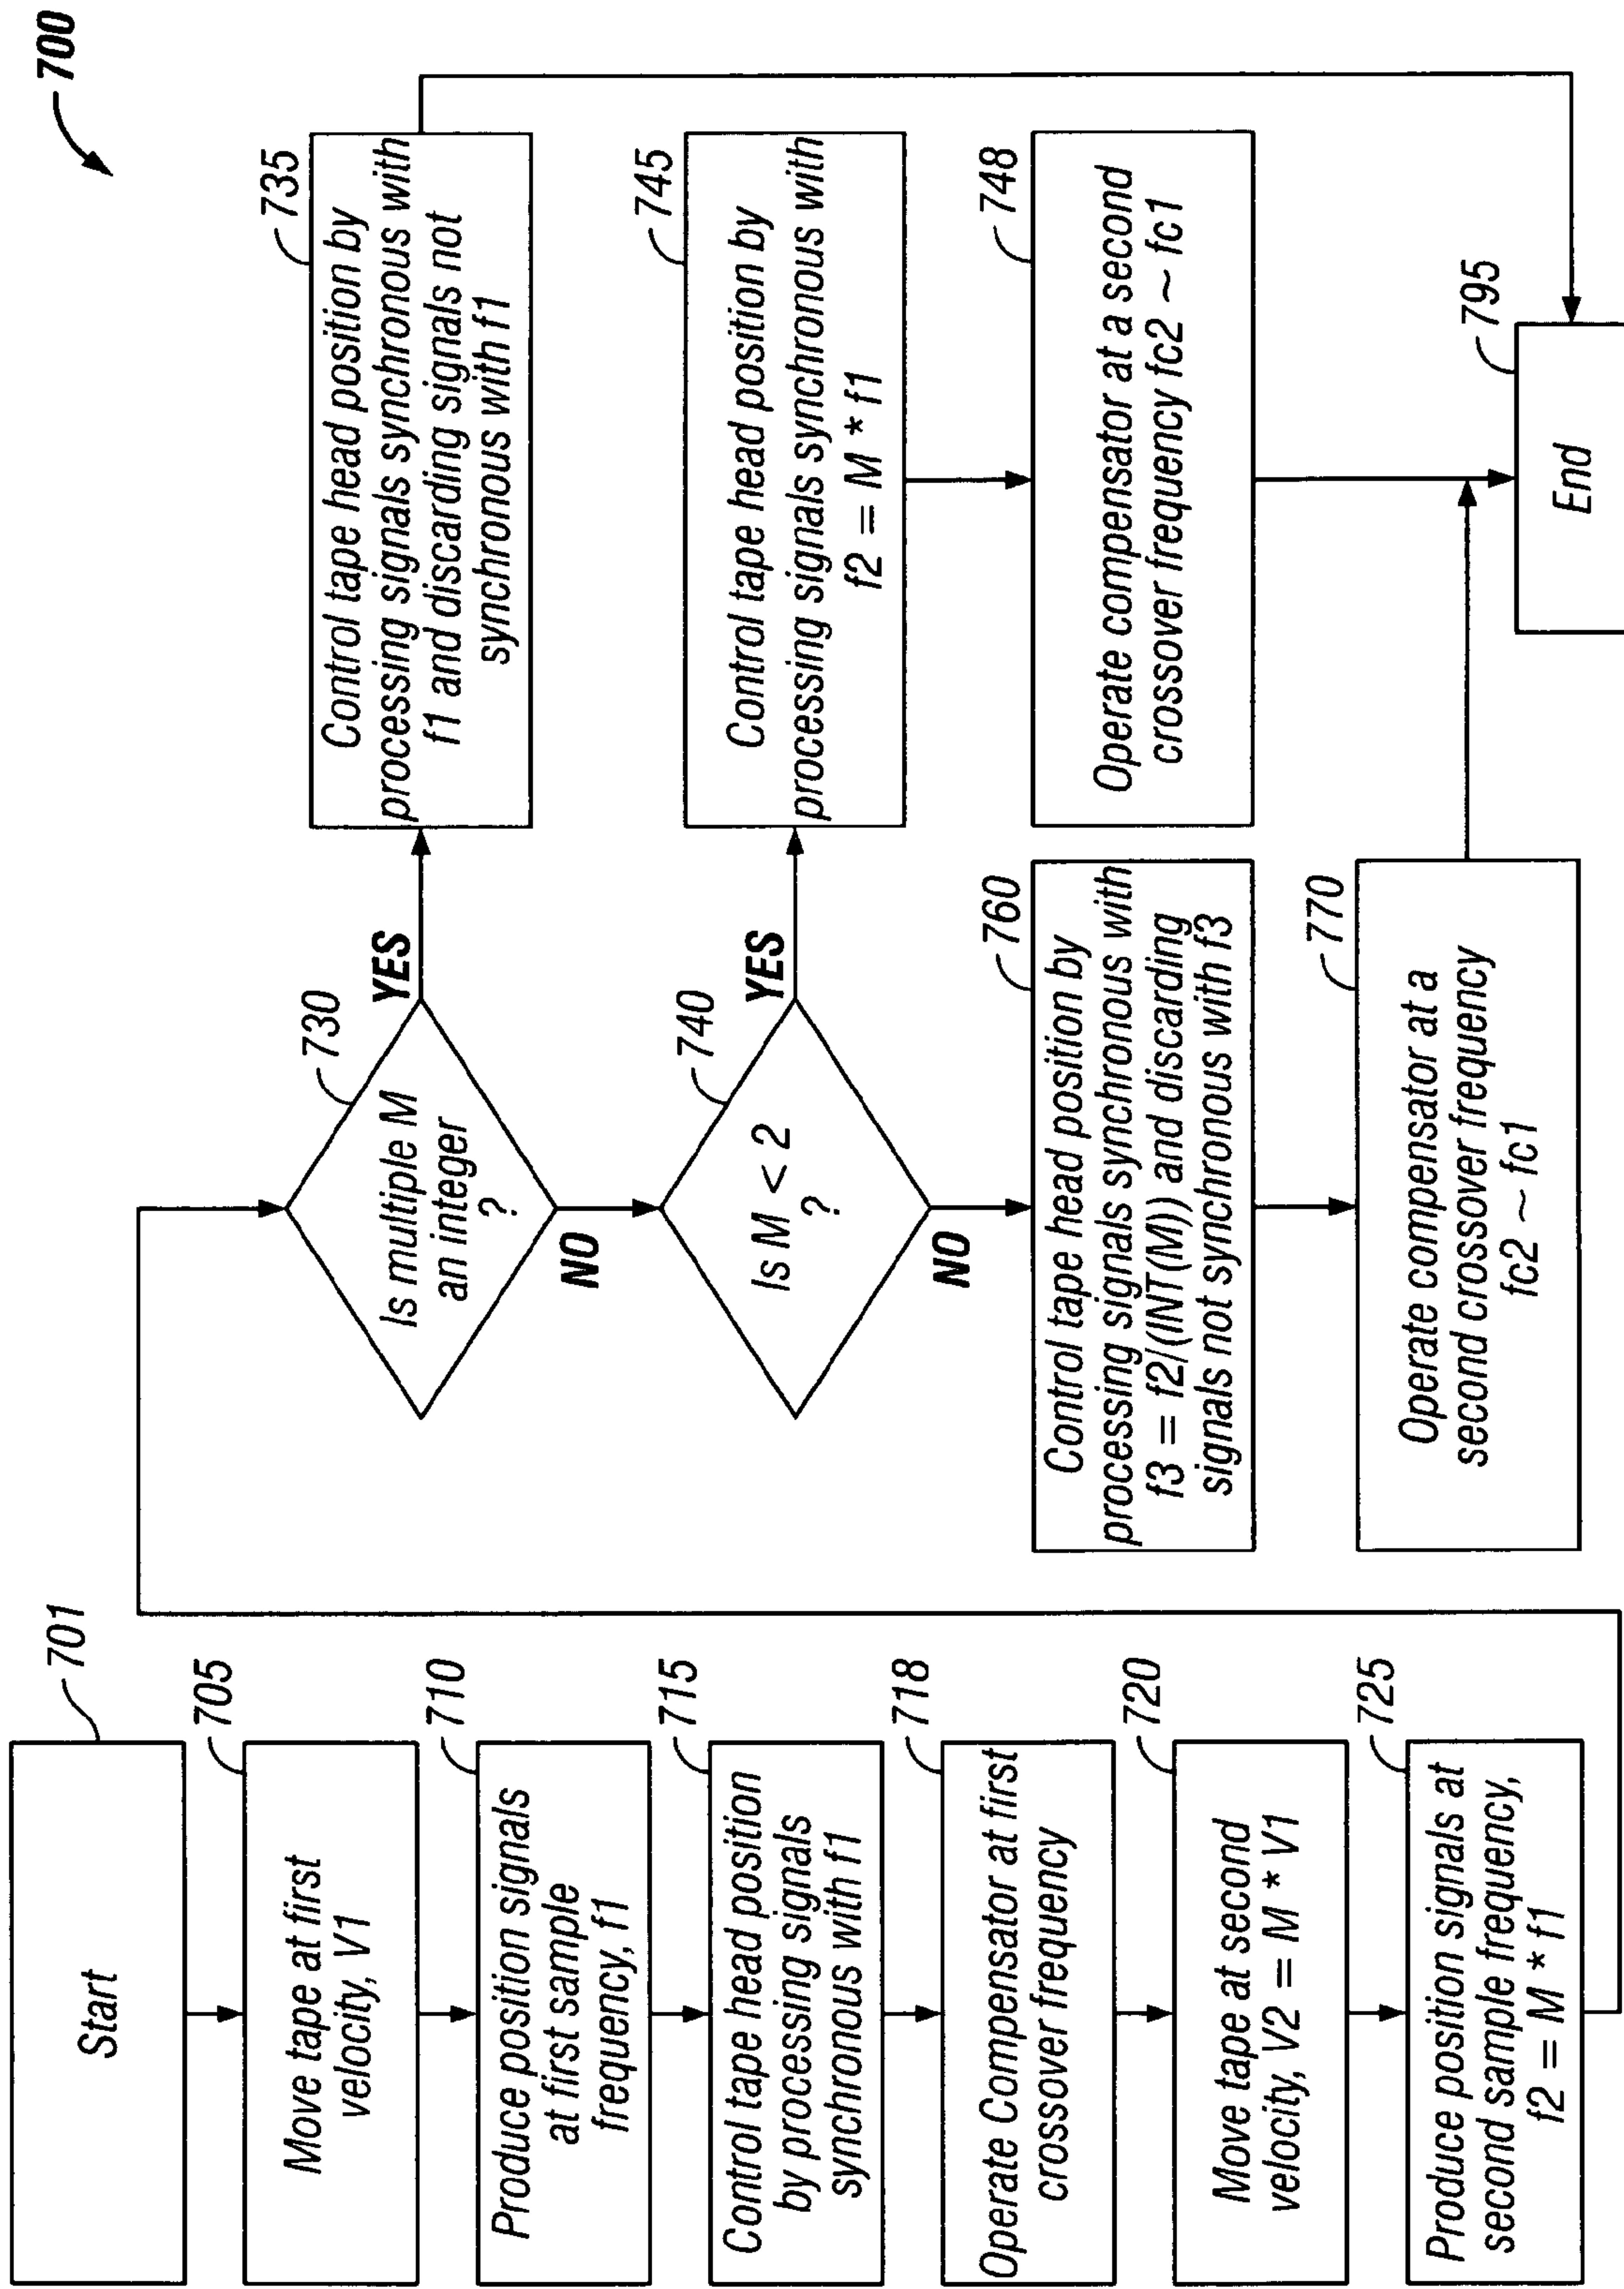 700
701
Start
705
Move tape at first
velocity, V1
710
Produce position signals
at first sample
frequency, f1
715
Control tape head position
by processing signals
synchronous with f1
718
Operate Compensator at first
crossover frequency
720
Move tape at second
velocity, V2 = M * V1
725
Produce position signals at
second sample frequency,
f2 = M * f1
730
Is multiple M
an integer
?
YES
NO
735
Control tape head position by
processing signals synchronous with
f1 and discarding signals not
synchronous with f1
740
Is M < 2
?
YES
NO
745
Control tape head position by
processing signals synchronous with
f2 = M * f1
748
Operate compensator at a second
crossover frequency fc2 ~ fc1
760
Control tape head position by
processing signals synchronous with
f3 = f2/(INT(M)) and discarding
signals not synchronous with f3
770
Operate compensator at a
second crossover frequency
fc2 ~ fc1
795
End